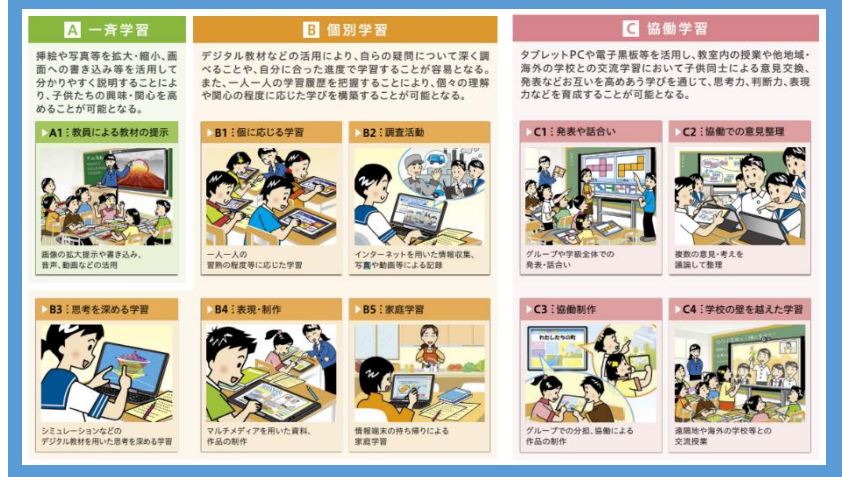 A 一斉学習
挿絵や写真等を拡大・縮小、画
面への書き込み等を活用して
分かりやすく説明することによ
り、子供たちの興味・関心を高
めることが可能となる。
▶A1：教員による教材の提示
画像の拡大提示や書き込み、
音声、動画などの活用
B 個別学習
デジタル教材などの活用により、自らの疑問について深く調
べることや、自分に合った進度で学習することが容易となる。
また、一人一人の学習履歴を把握することにより、個々の理解
や関心の程度に応じた学びを構築することが可能となる。
▶B1：個に応じる学習
一人一人の
習熟の程度等に応じた学習
▶B2：調査活動
インターネットを用いた情報収集、
写真や動画等による記録
▶B3：思考を深める学習
シミュレーションなどの
デジタル教材を用いた思考を深める学習
▶B4：表現・制作
マルチメディアを用いた資料、
作品の制作
▶B5：家庭学習
情報端末の持ち帰りによる
家庭学習
C 協働学習
タブレットPCや電子黒板等を活用し、教室内の授業や他地域・
海外の学校との交流学習において子供同士による意見交換、
発表などお互いを高めあう学びを通じて、思考力、判断力、表現
力などを育成することが可能となる。
▶C1：発表や話合い
グループや学級全体での
発表・話合い
▶C2：協働での意見整理
複数の意見・考えを
議論して整理
▶C3：協働制作
わたしたちの町
グループでの分担、協働による
作品の制作
▶C4：学校の壁を越えた学習
遠隔地や海外の学校等との
交流授業